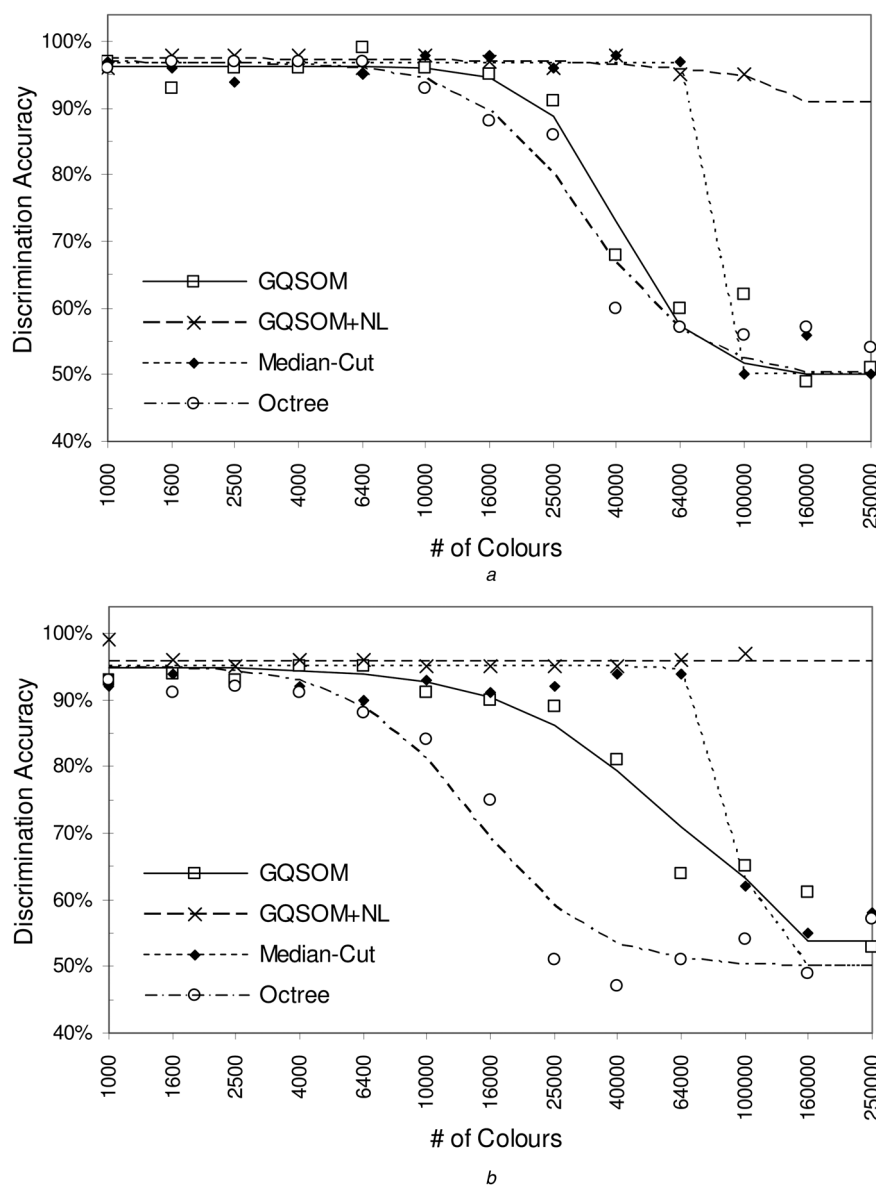 100%
90%
80%
70%
60%
50%
40%
Discrimination Accuracy
GQSOM
GQSOM+NL
Median-Cut
Octree
1000 1600 2500 4000 6400 10000 16000 25000 40000 64000 100000 160000 250000
# of Colours
a
100%
90%
80%
70%
60%
50%
40%
Discrimination Accuracy
GQSOM
GQSOM+NL
Median-Cut
Octree
1000 1600 2500 4000 6400 10000 16000 25000 40000 64000 100000 160000 250000
# of Colours
b